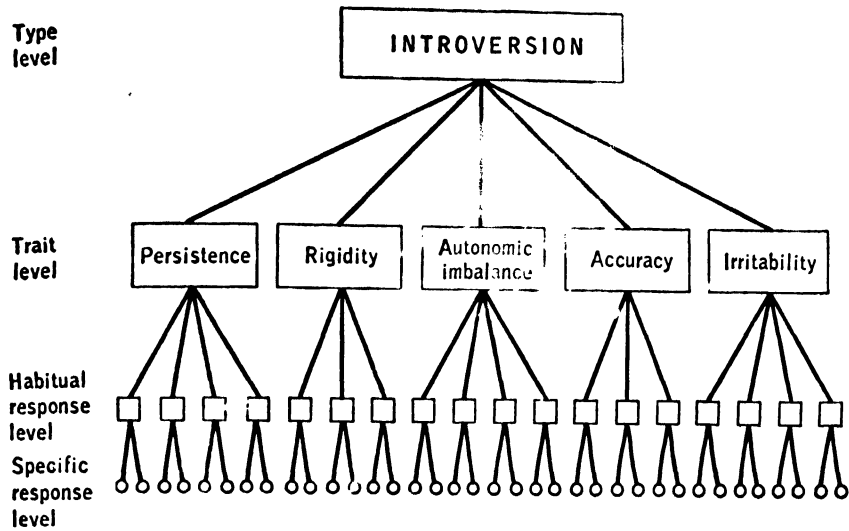 Type
level
INTROVERSION
Trait
level
Persistence
Rigidity
Autonomic
imbalance
Accuracy
Irritability
Habitual
response
level
Specific
response
level